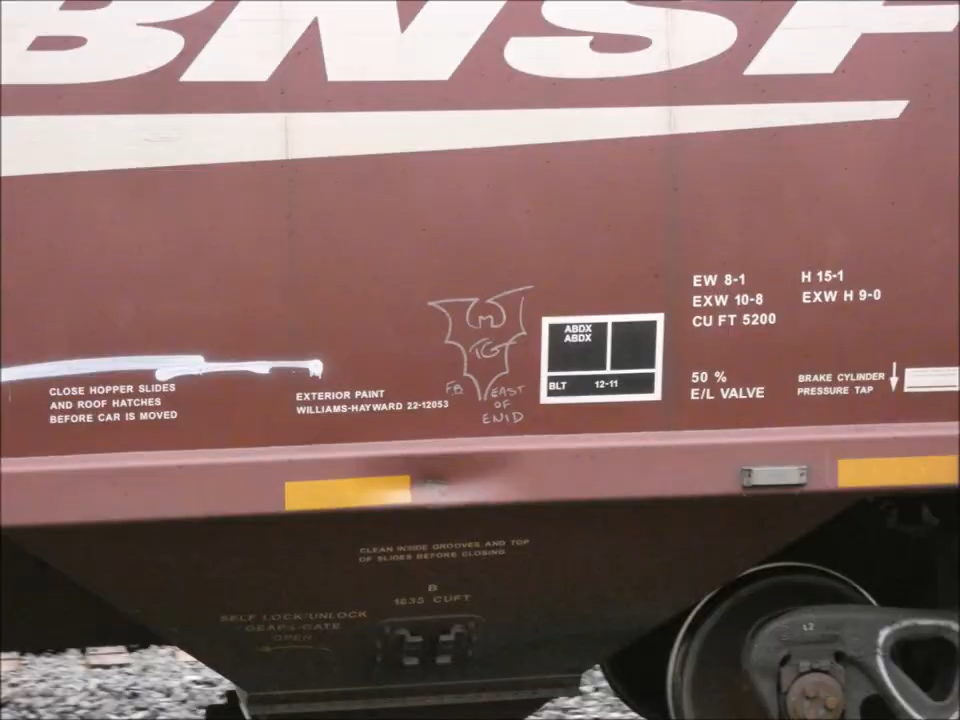 BNSF
EW 8-1
H 15-1
EXW 10-8
EXW H 9-0
CU FT 5200
ABDX
ABDX
BLT 12-11
50 %
E/L VALVE
BRAKE CYLINDER
PRESSURE TAP
CLOSE HOPPER SLIDES
AND ROOF HATCHES
BEFORE CAR IS MOVED
EXTERIOR PAINT
WILLIAMS-HAYWARD 22-12053
FB
EAST
OF
ENID
CLEAN INSIDE GROOVES AND TOP
OF SLIDES BEFORE CLOSING
B
1635 CUFT
SELF LOCK/UNLOCK
GEARS/GATE
OPEN